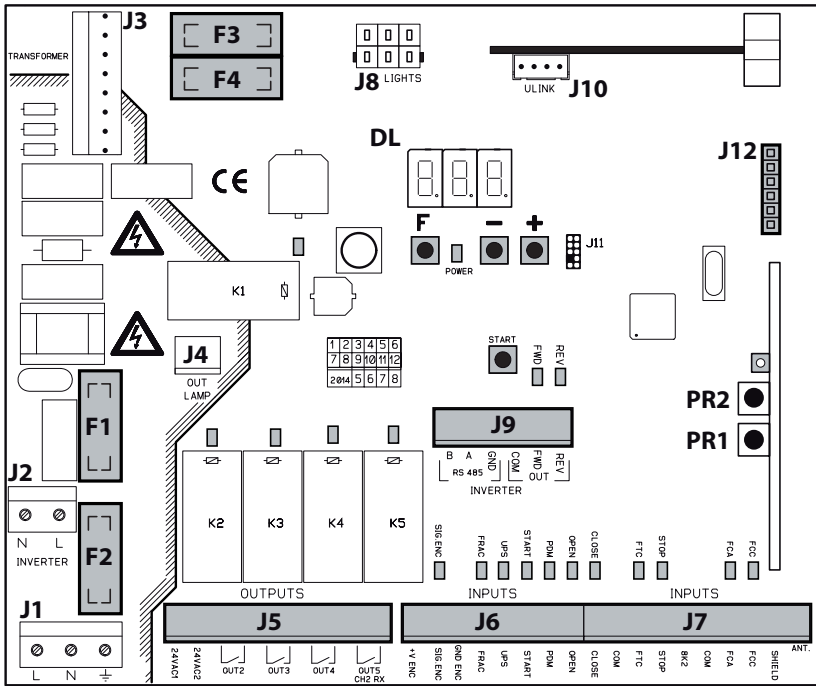 J3
F3
TRANSFORMER
F4
J8 LIGHTS
ULINK
J10
DL
J12
CE
F - +
POWER
J11
K1
J4
OUT
LAMP
1 2 3 4 5 6
7 8 9 10 11 12
2014 5 6 7 8
START
FWD
REV
PR2
PR1
F1
J9
B A GND COM FWD REV
RS 485 OUT
INVERTER
J2
N L
INVERTER
K2 K3 K4 K5
F2
SIG.ENC FRAC UPS START PDM OPEN CLOSE FTC STOP FCA FCC
OUTPUTS INPUTS INPUTS
J1
J5 J6 J7
L N
24VAC1 24VAC2 OUT2 OUT3 OUT4 OUT5
CH2 RX
+V ENC SIG ENC GND ENC FRAC UPS START PDM OPEN CLOSE COM FTC STOP 8K2 COM FCA FCC SHIELD ANT.